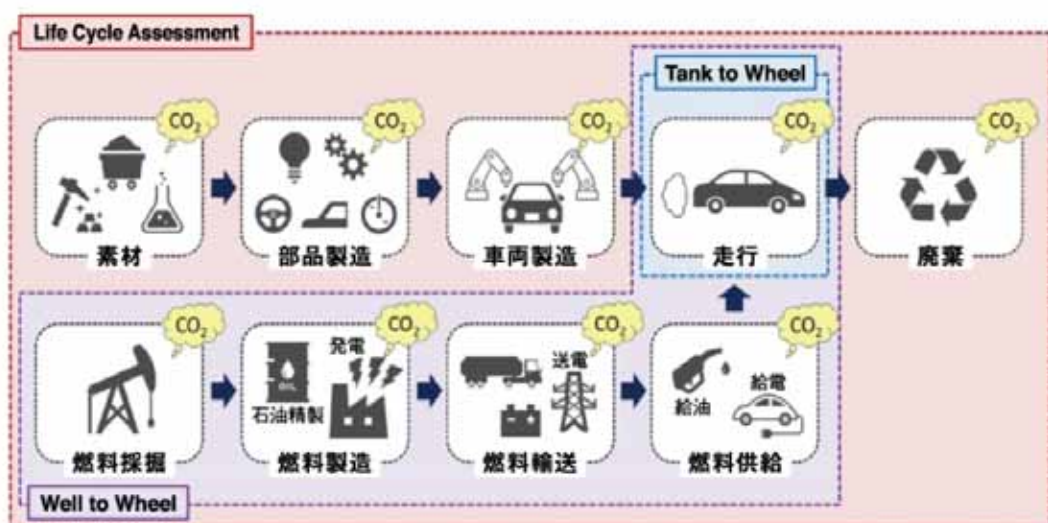 Life Cycle Assessment
Tank to Wheel
CO2
CO2
CO2
CO2
CO2
素材
部品製造
車両製造
走行
廃棄
CO2
CO2
CO2
CO2
発電
送電
給電
OIL
石油精製
給油
燃料採掘
燃料製造
燃料輸送
燃料供給
Well to Wheel